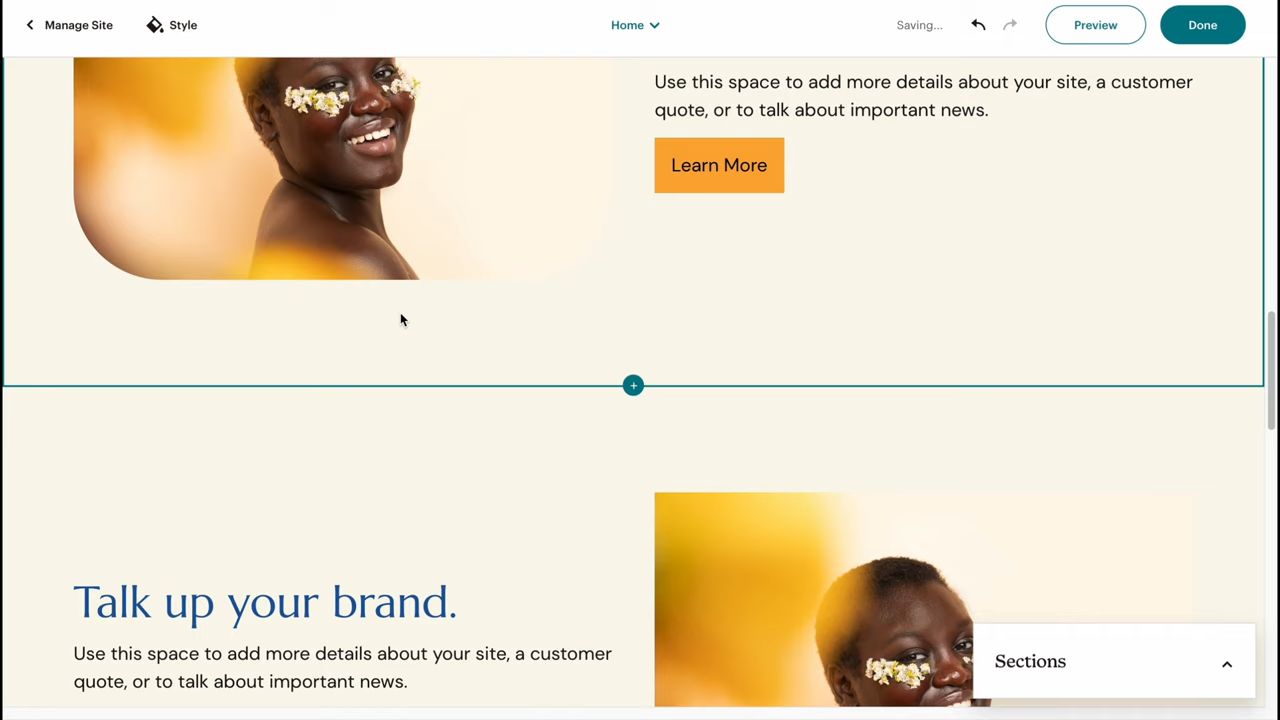 Manage Site
Style
Home
Saving...
Preview
Done
Use this space to add more details about your site, a customer
quote, or to talk about important news.
Learn More
Talk up your brand.
Use this space to add more details about your site, a customer
quote, or to talk about important news.
Sections